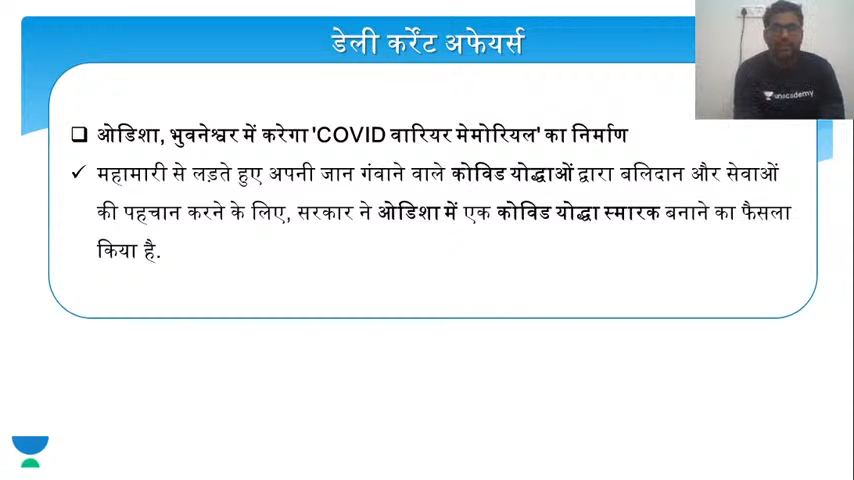 डेली करेंट अफेयर्स
unacademy
ओडिशा, भुवनेश्वर में करेगा 'COVID वारियर मेमोरियल' का निर्माण
महामारी से लड़ते हुए अपनी जान गंवाने वाले कोविड योद्धाओं द्वारा बलिदान और सेवाओं
की पहचान करने के लिए, सरकार ने ओडिशा में एक कोविड योद्धा स्मारक बनाने का फैसला
किया है.